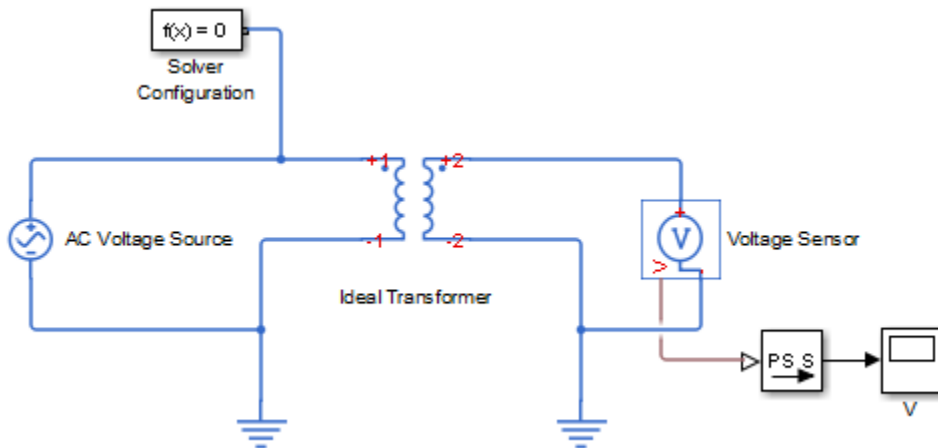 f(x) = 0
Solver
Configuration
+1
+2
AC Voltage Source
-1
-2
+
V
V
Voltage Sensor
Ideal Transformer
PS S
V